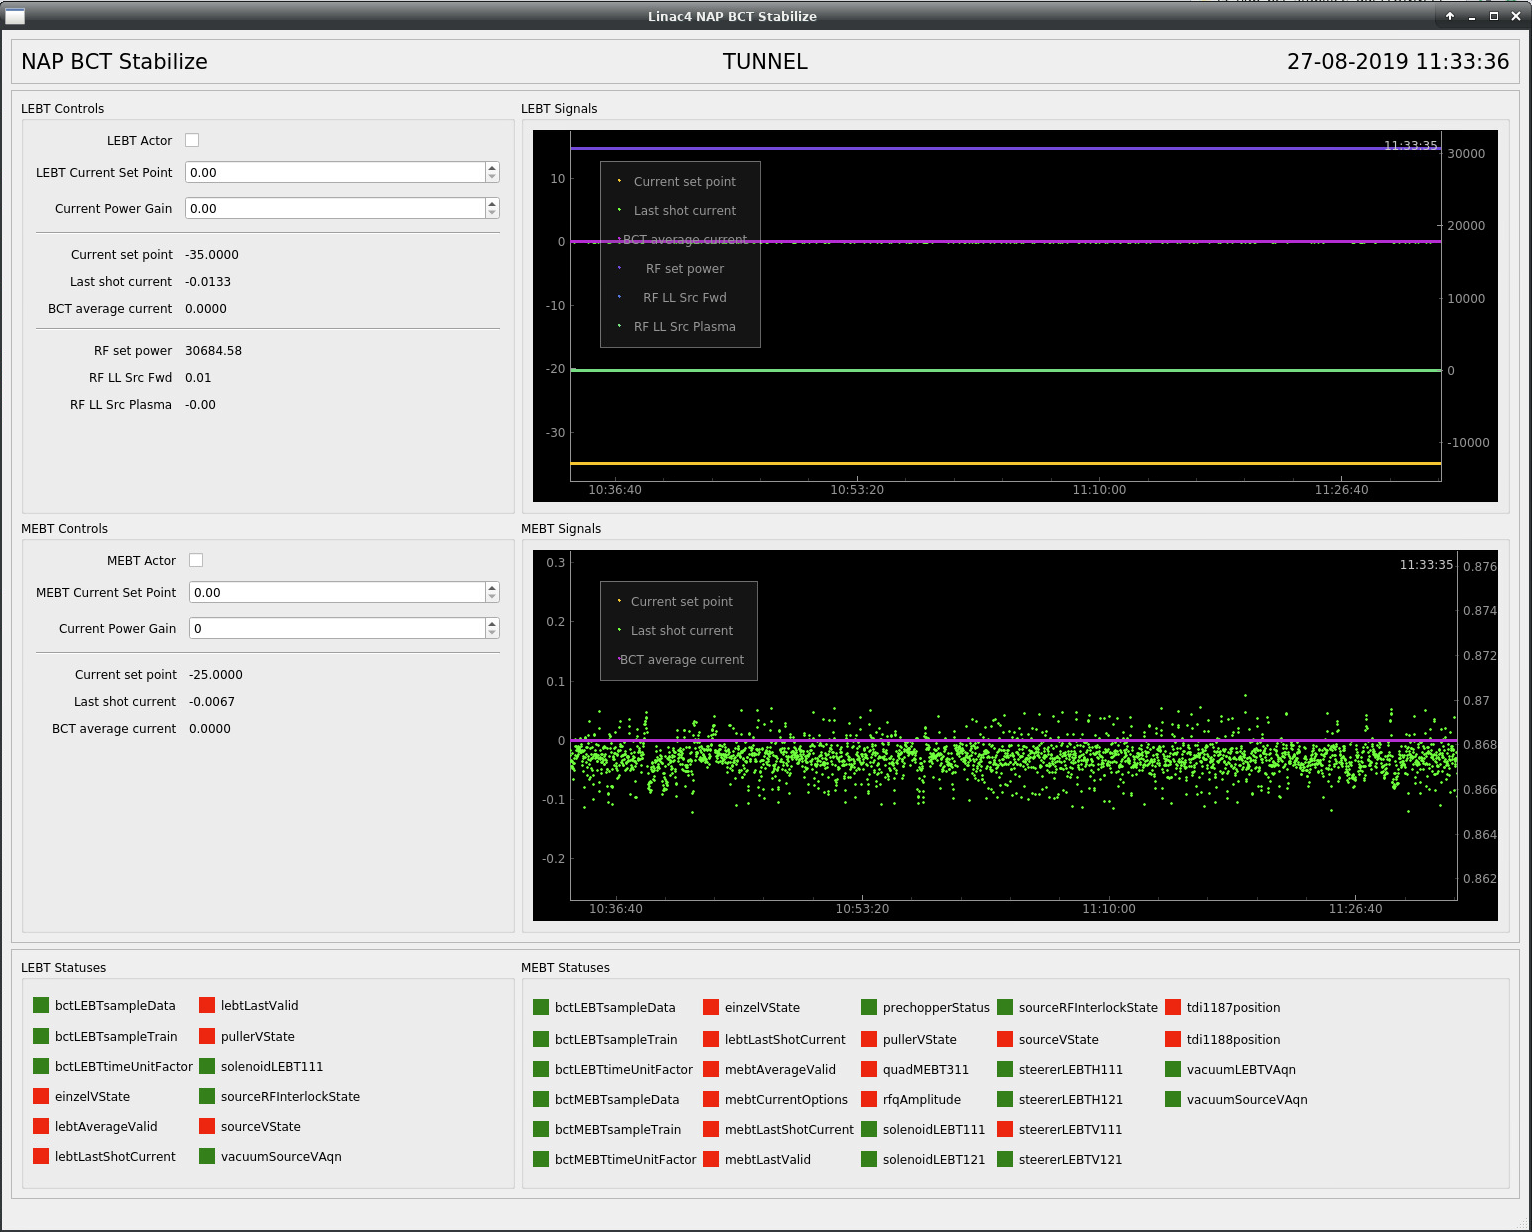 Linac4 NAP BCT Stabilize
NAP BCT Stabilize TUNNEL 27-08-2019 11:33:36
LEBT Controls
LEBT Actor
LEBT Current Set Point 0.00
Current Power Gain 0.00
Current set point -35.0000
Last shot current -0.0133
BCT average current 0.0000
RF set power 30684.58
RF LL Src Fwd 0.01
RF LL Src Plasma -0.00
LEBT Signals
11:33:35
Current set point
Last shot current
BCT average current
RF set power
RF LL Src Fwd
RF LL Src Plasma
10
0
-10
-20
-30
30000
20000
10000
0
-10000
10:36:40 10:53:20 11:10:00 11:26:40
MEBT Controls
MEBT Actor
MEBT Current Set Point 0.00
Current Power Gain 0
Current set point -25.0000
Last shot current -0.0067
BCT average current 0.0000
MEBT Signals
11:33:35
Current set point
Last shot current
BCT average current
0.3
0.2
0.1
0
-0.1
-0.2
0.876
0.874
0.872
0.87
0.868
0.866
0.864
0.862
10:36:40 10:53:20 11:10:00 11:26:40
LEBT Statuses
bctLEBTsampleData lebtLastValid
bctLEBTsampleTrain pullerVState
bctLEBTtimeUnitFactor solenoidLEBT111
einzelVState sourceRFInterlockState
lebtAverageValid sourceVState
lebtLastShotCurrent vacuumSourceVAqn
MEBT Statuses
bctLEBTsampleData einzelVState prechopperStatus sourceRFInterlockState tdi1187position
bctLEBTsampleTrain lebtLastShotCurrent pullerVState sourceVState tdi1188position
bctLEBTtimeUnitFactor mebtAverageValid quadMEBT311 steererLEBTH111 vacuumLEBTVAqn
bctMEBTsampleData mebtCurrentOptions rfqAmplitude steererLEBTH121 vacuumSourceVAqn
bctMEBTsampleTrain mebtLastShotCurrent solenoidLEBT111 steererLEBTV111
bctMEBTtimeUnitFactor mebtLastValid solenoidLEBT121 steererLEBTV121